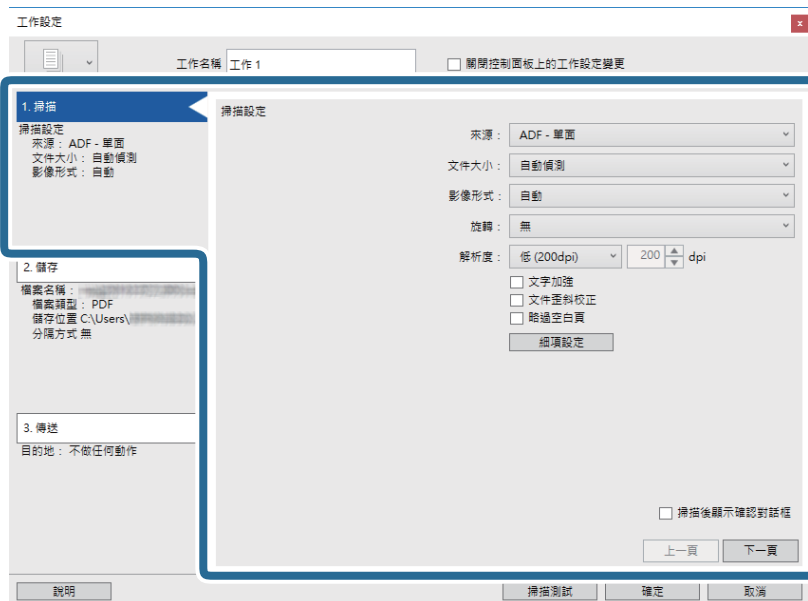 工作設定
x
工作名稱 工作 1
關閉控制面板上的工作設定變更
1. 掃描
掃描設定
來源： ADF - 單面
文件大小： 自動偵測
影像形式： 自動
掃描設定
來源： ADF - 單面
文件大小： 自動偵測
影像形式： 自動
旋轉： 無
解析度： 低 (200dpi) 200 dpi
文字加強
文件歪斜校正
略過空白頁
細項設定
2. 儲存
檔案名稱：
檔案類型： PDF
儲存位置 C:\Users\
分隔方式 無
3. 傳送
目的地： 不做任何動作
掃描後顯示確認對話框
上一頁 下一頁
說明 掃描測試 確定 取消